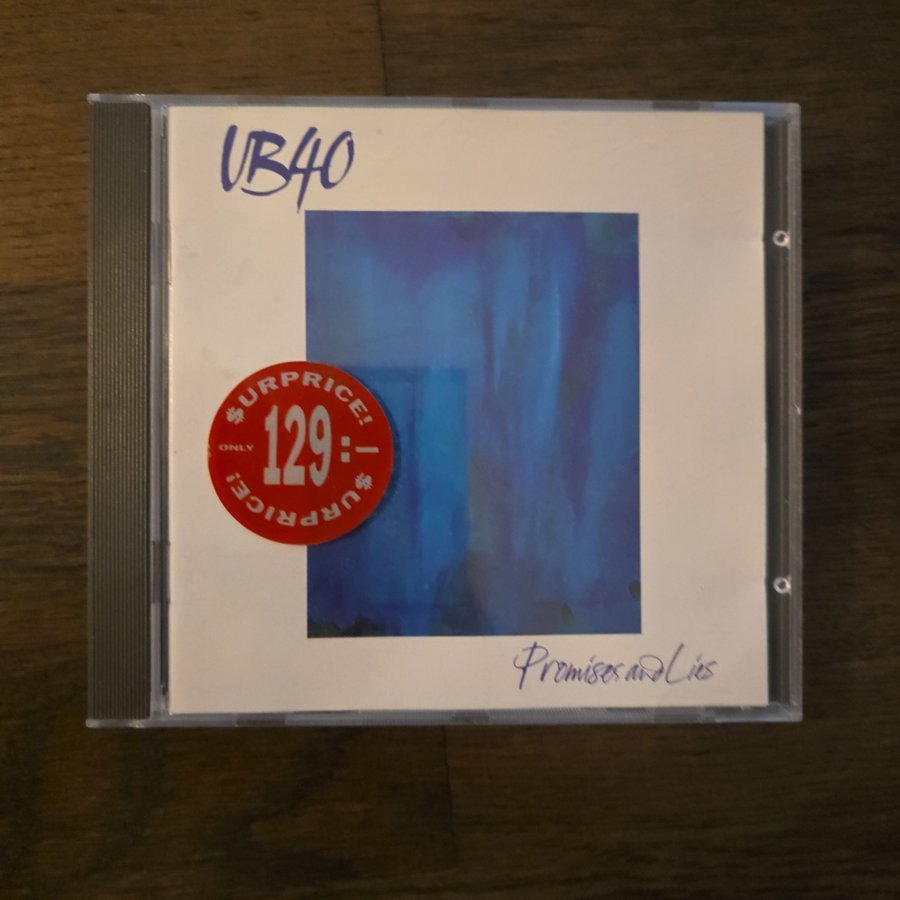 UB40
$URPRICE!
ONLY
129:-
$URPRICE!
Promises and Lies